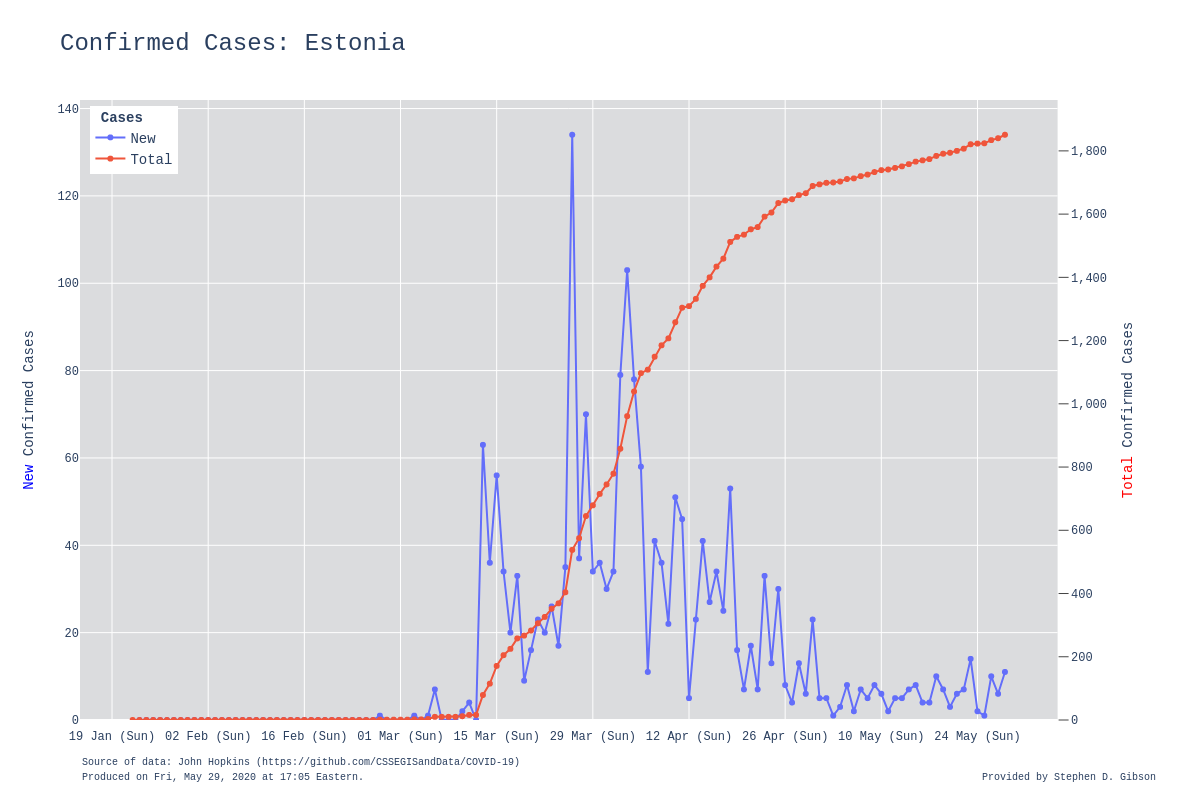 Confirmed Cases: Estonia
Cases
New
Total
140
120
100
80
60
40
20
0
New Confirmed Cases
1,800
1,600
1,400
1,200
1,000
800
600
400
200
0
Total Confirmed Cases
19 Jan (Sun) 02 Feb (Sun) 16 Feb (Sun) 01 Mar (Sun) 15 Mar (Sun) 29 Mar (Sun) 12 Apr (Sun) 26 Apr (Sun) 10 May (Sun) 24 May (Sun)
Source of data: John Hopkins (https://github.com/CSSEGISandData/COVID-19)
Produced on Fri, May 29, 2020 at 17:05 Eastern.
Provided by Stephen D. Gibson